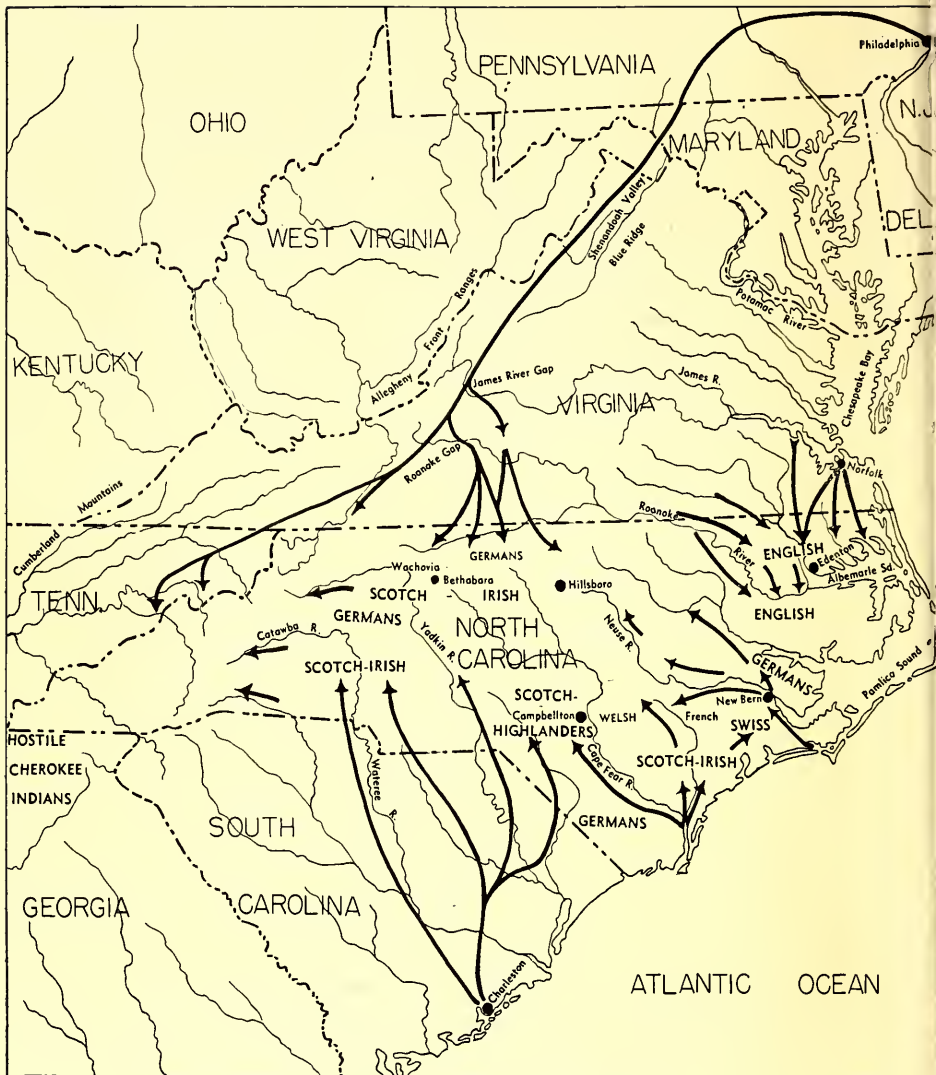 Philadelphia
PENNSYLVANIA
OHIO
N.J.
MARYLAND
DEL
WEST VIRGINIA
Shenandoah Valley
Blue Ridge
Potamac River
Allegheny Front Ranges
KENTUCKY
Chesapeake Bay
James River Gap
James R.
VIRGINIA
Roanoke Gap
Norfolk
Cumberland Mountains
Roanoke River
ENGLISH
Edenton
Albemarle Sd.
GERMANS
Wachovia
Bethabara
SCOTCH IRISH
Hillsboro
ENGLISH
TENN.
GERMANS
Catawba R.
Yadkin R.
NORTH CAROLINA
Neuse R.
SCOTCH-IRISH
GERMANS
Pamlico Sound
New Bern
SCOTCH-
Campbellton
HIGHLANDERS
WELSH
French
SWISS
HOSTILE
CHEROKEE
INDIANS
SCOTCH-IRISH
Cape Fear R.
Wateree R.
GERMANS
SOUTH
CAROLINA
GEORGIA
Charleston
ATLANTIC OCEAN